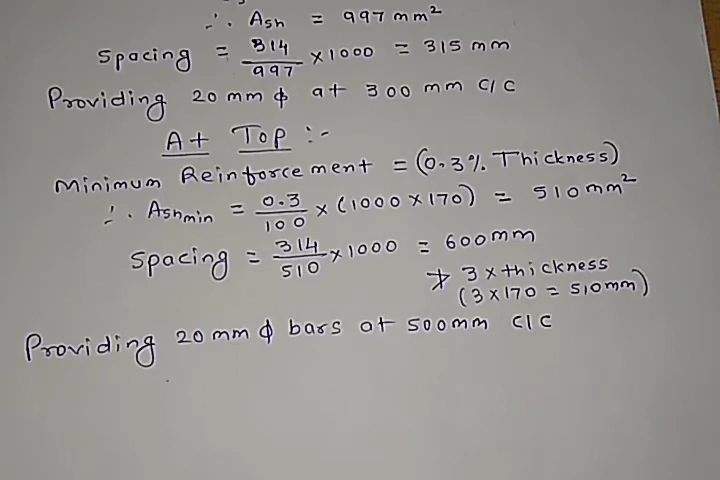 ∴ Ash = 997 mm²
Spacing = 314/997 × 1000 = 315 mm
Providing 20 mm ϕ at 300 mm c/c
At Top :-
Minimum Reinforcement = (0.3% Thickness)
∴ Ashmin = 0.3/100 × (1000 × 170) = 510 mm²
Spacing = 314/510 × 1000 = 600 mm
≯ 3 × thickness
(3 × 170 = 510 mm)
Providing 20 mm ϕ bars at 500 mm c/c